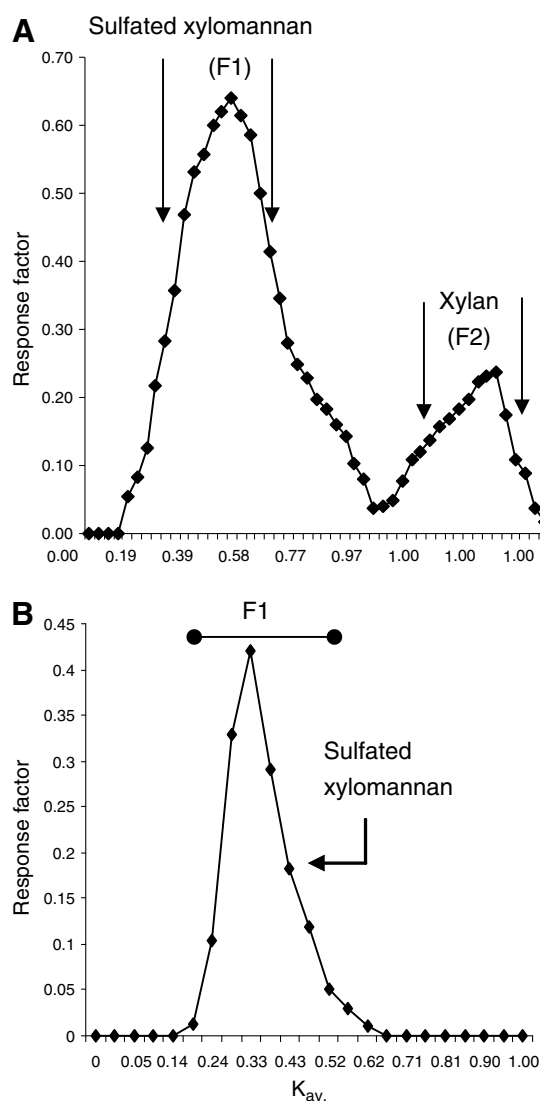 A
Sulfated xylomannan
(F1)
0.70
0.60
0.50
0.40
0.30
0.20
0.10
0.00
Response factor
Xylan
(F2)
0.00 0.19 0.39 0.58 0.77 0.97 1.00 1.00 1.00
B
F1
0.45
0.4
0.35
0.3
0.25
0.2
0.15
0.1
0.05
0
Response factor
Sulfated
xylomannan
0 0.05 0.14 0.24 0.33 0.43 0.52 0.62 0.71 0.81 0.90 1.00
Kav.